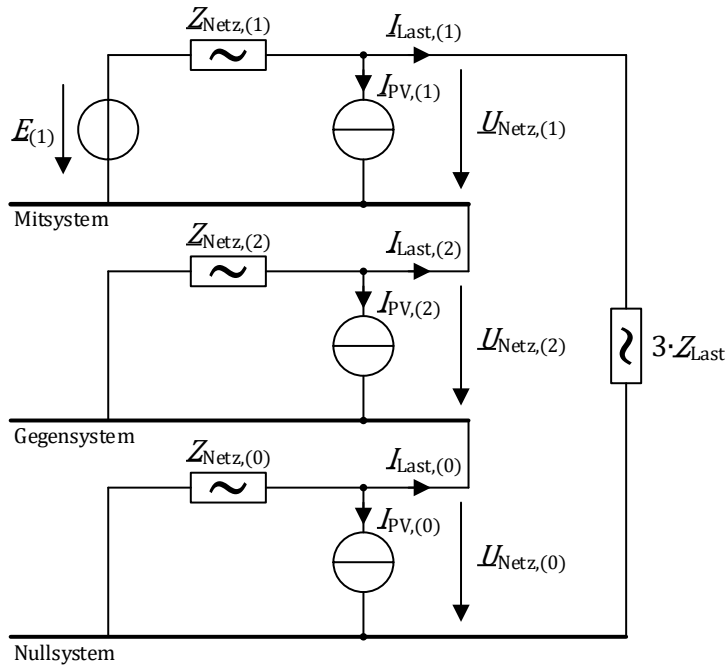 Z_Netz,(1)
I_Last,(1)
I_PV,(1)
E_(1)
U_Netz,(1)
Mitsystem
Z_Netz,(2)
I_Last,(2)
I_PV,(2)
U_Netz,(2)
3·Z_Last
Gegensystem
Z_Netz,(0)
I_Last,(0)
I_PV,(0)
U_Netz,(0)
Nullsystem